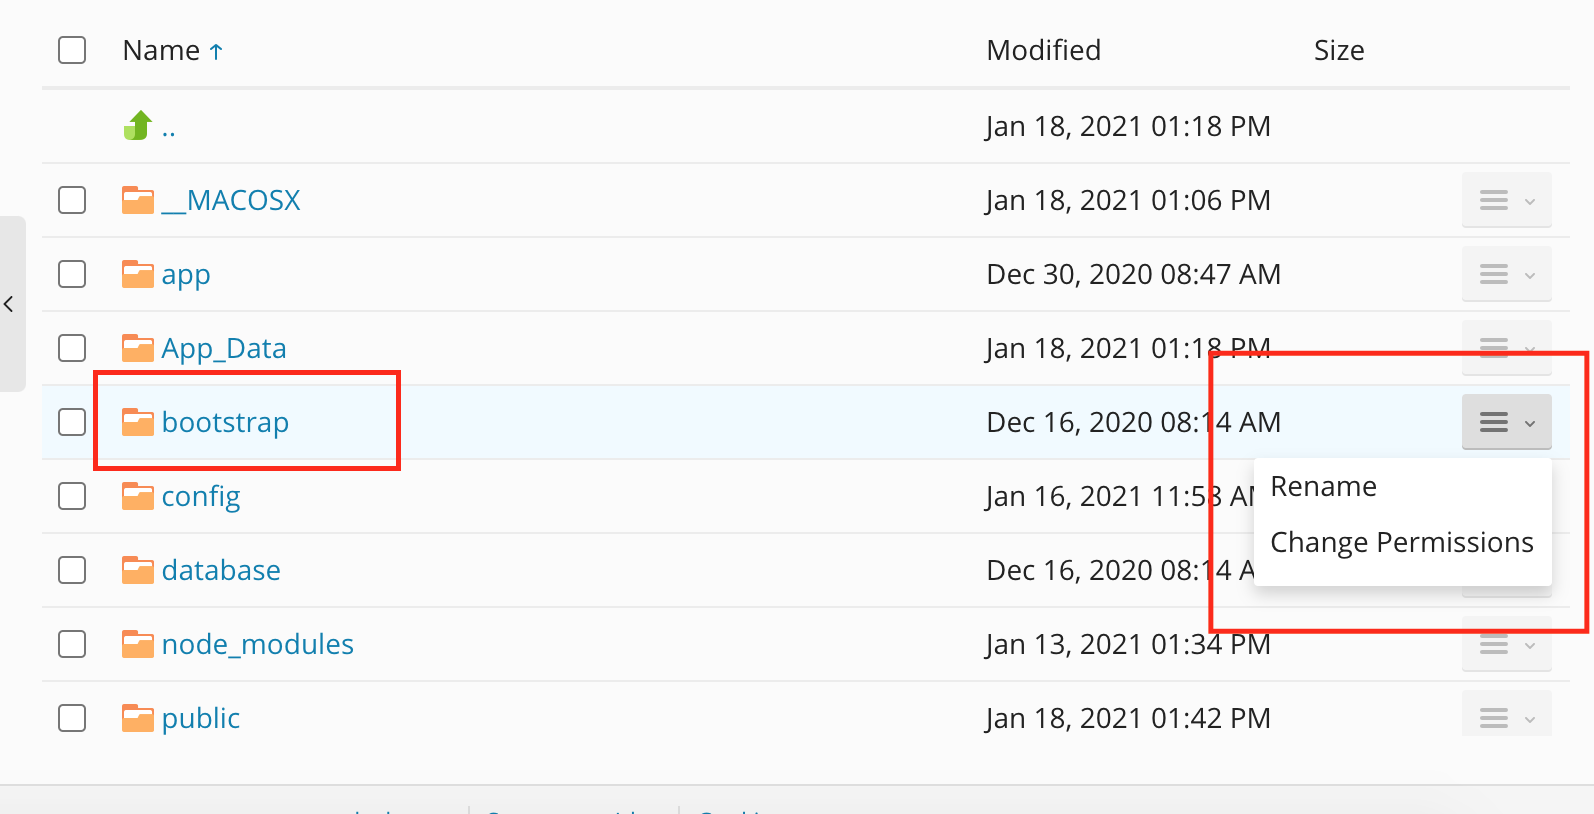 Name ↑ Modified Size
.. Jan 18, 2021 01:18 PM
__MACOSX Jan 18, 2021 01:06 PM
app Dec 30, 2020 08:47 AM
App_Data Jan 18, 2021 01:18 PM
bootstrap Dec 16, 2020 08:14 AM
Rename
config Jan 16, 2021 11:58 AM
Change Permissions
database Dec 16, 2020 08:14
node_modules Jan 13, 2021 01:34 PM
public Jan 18, 2021 01:42 PM